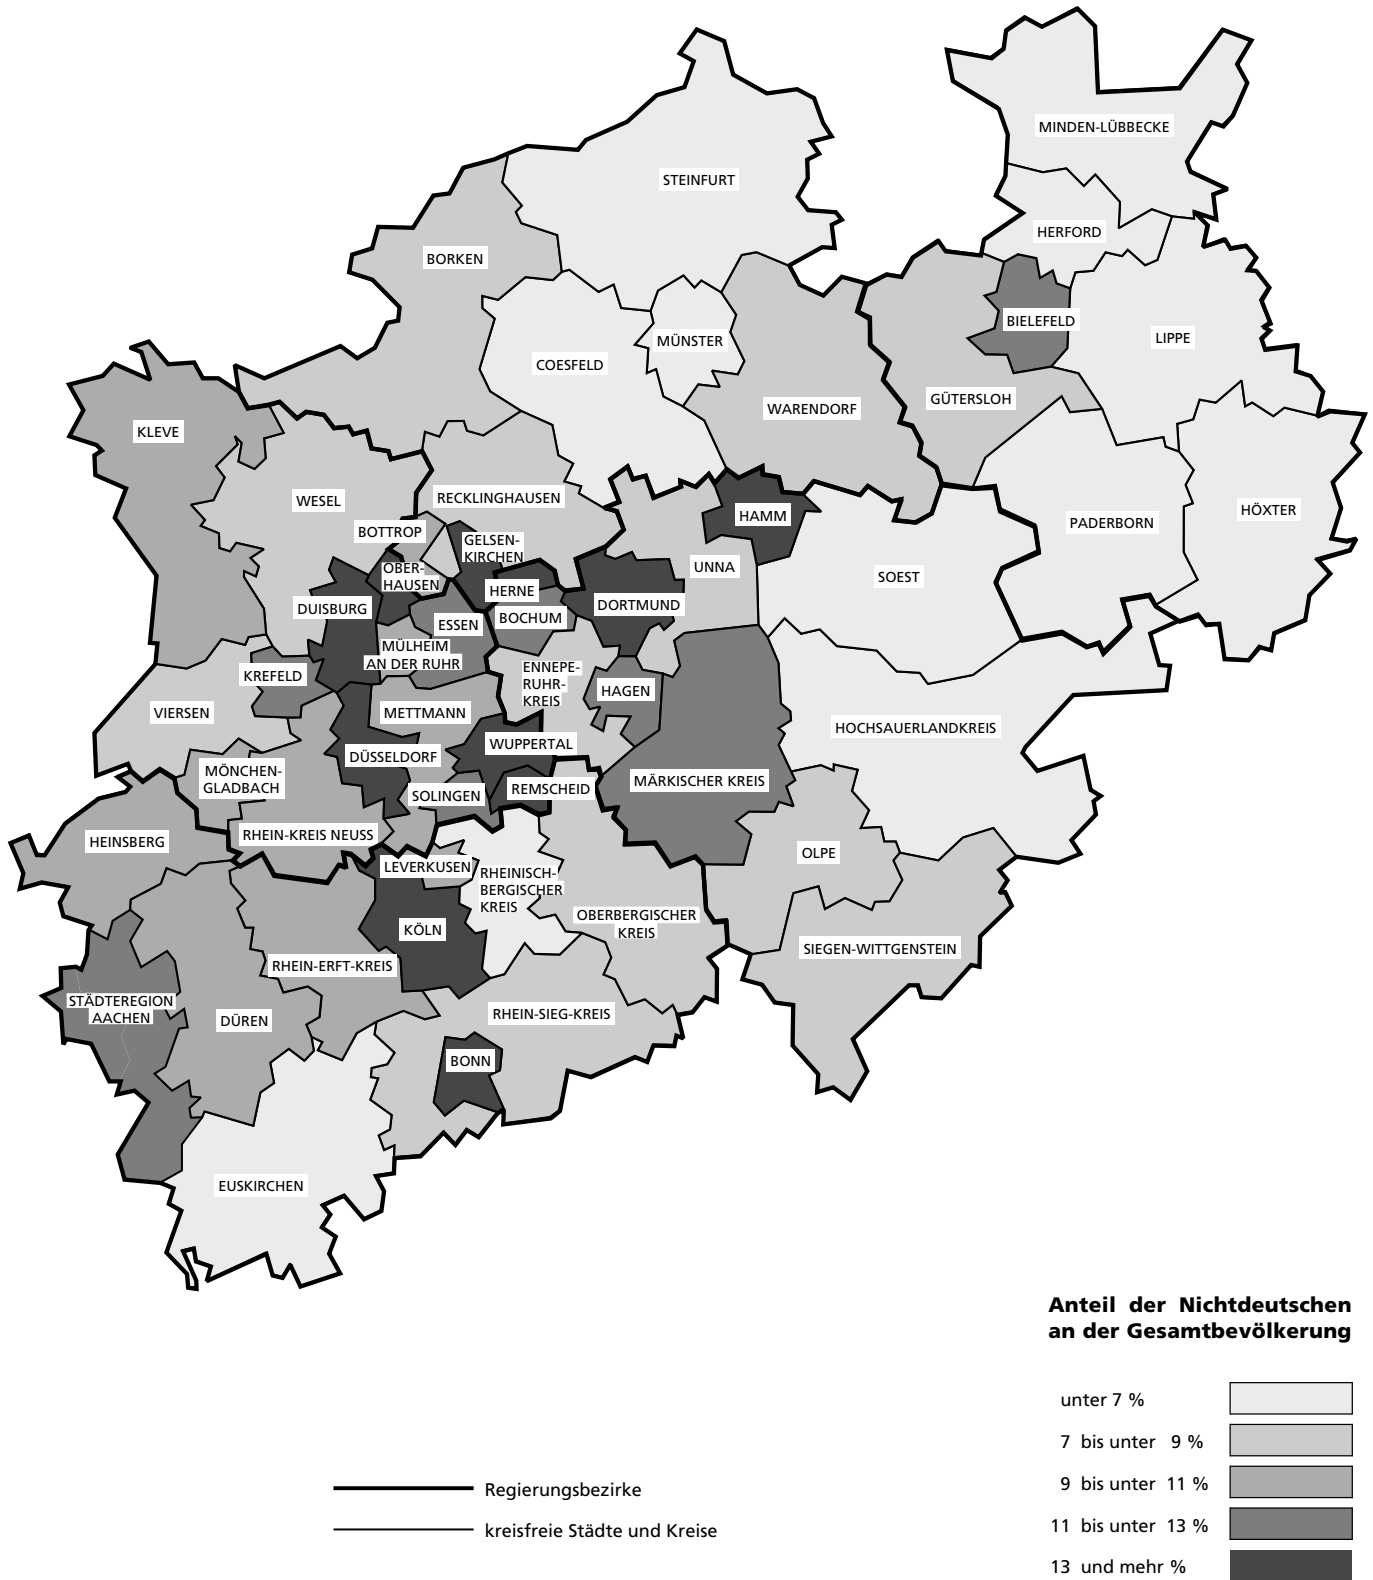 MINDEN-LÜBBECKE
STEINFURT
HERFORD
BORKEN
BIELEFELD
LIPPE
MÜNSTER
COESFELD
GÜTERSLOH
WARENDORF
KLEVE
RECKLINGHAUSEN
WESEL
HÖXTER
HAMM
PADERBORN
BOTTROP
GELSEN-
KIRCHEN
UNNA
OBER-
HAUSEN
SOEST
HERNE
DORTMUND
DUISBURG
BOCHUM
ESSEN
MÜLHEIM
AN DER RUHR
KREFELD
ENNEPE-
RUHR-
KREIS
HAGEN
VIERSEN
METTMANN
HOCHSAUERLANDKREIS
WUPPERTAL
DÜSSELDORF
MÖNCHEN-
GLADBACH
MÄRKISCHER KREIS
REMSCHEID
SOLINGEN
RHEIN-KREIS NEUSS
HEINSBERG
OLPE
LEVERKUSEN
RHEINISCH-
BERGISCHER
KREIS
OBERBERGISCHER
KREIS
KÖLN
SIEGEN-WITTGENSTEIN
RHEIN-ERFT-KREIS
STÄDTEREGION
AACHEN
DÜREN
RHEIN-SIEG-KREIS
BONN
EUSKIRCHEN
Anteil der Nichtdeutschen
an der Gesamtbevölkerung
unter 7 %
7 bis unter 9 %
9 bis unter 11 %
11 bis unter 13 %
13 und mehr %
Regierungsbezirke
kreisfreie Städte und Kreise